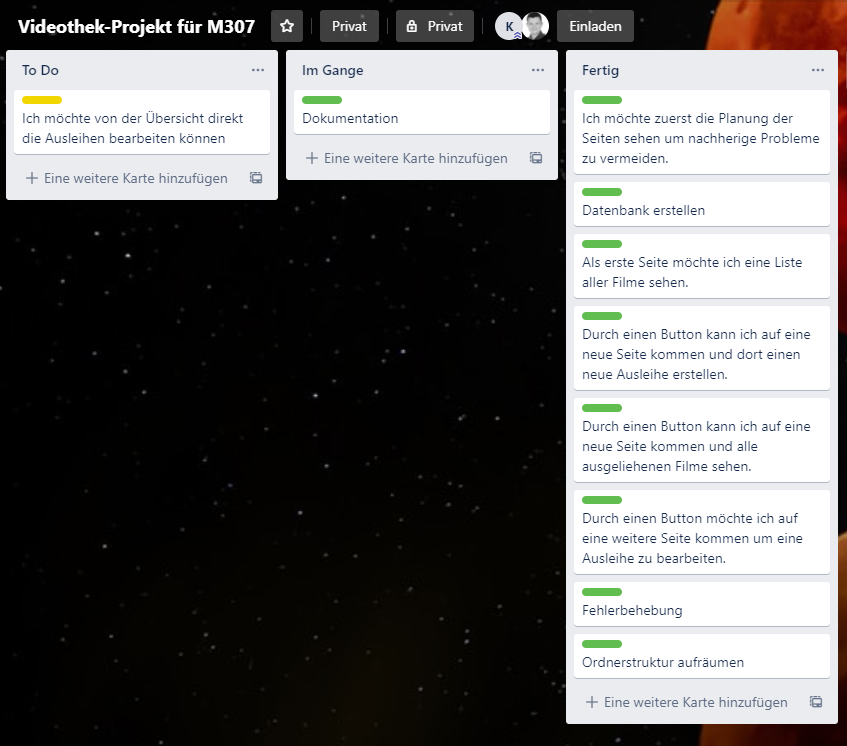 Videothek-Projekt für M307
Privat
Privat
K
Einladen
To Do
Ich möchte von der Übersicht direkt
die Ausleihen bearbeiten können
Eine weitere Karte hinzufügen
Im Gange
Dokumentation
Eine weitere Karte hinzufügen
Fertig
Ich möchte zuerst die Planung der
Seiten sehen um nachherige Probleme
zu vermeiden.
Datenbank erstellen
Als erste Seite möchte ich eine Liste
aller Filme sehen.
Durch einen Button kann ich auf eine
neue Seite kommen und dort einen
neue Ausleihe erstellen.
Durch einen Button kann ich auf eine
neue Seite kommen und alle
ausgeliehenen Filme sehen.
Durch einen Button möchte ich auf
eine weitere Seite kommen um eine
Ausleihe zu bearbeiten.
Fehlerbehebung
Ordnerstruktur aufräumen
Eine weitere Karte hinzufügen